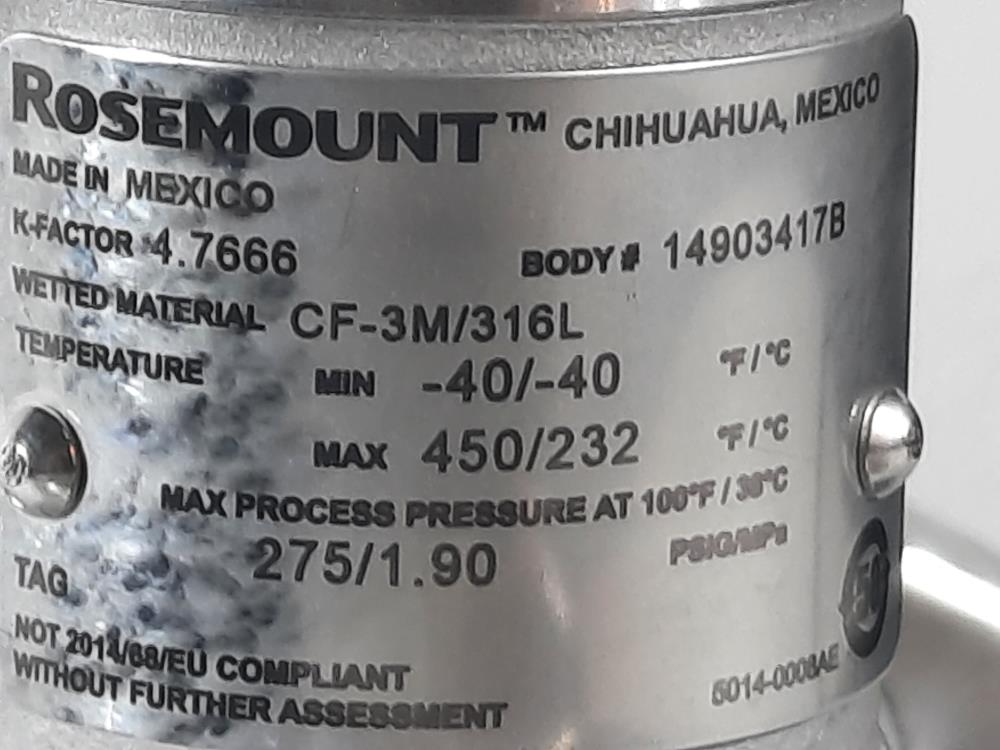 ROSEMOUNT™ CHIHUAHUA, MEXICO
MADE IN MEXICO
K-FACTOR 4.7666 BODY# 14903417B
WETTED MATERIAL CF-3M/316L
TEMPERATURE MIN -40/-40 °F/°C
MAX 450/232 °F/°C
MAX PROCESS PRESSURE AT 100°F/38°C
275/1.90 PSIG/MPa
TAG
NOT 2014/68/EU COMPLIANT
WITHOUT FURTHER ASSESSMENT
5014-0008AE